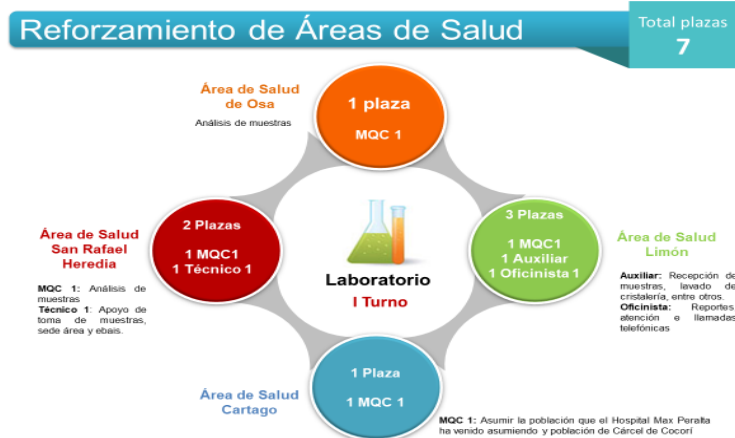 Reforzamiento de Áreas de Salud
Total plazas
7
Área de Salud
de Osa
Análisis de muestras
1 plaza
MQC 1
Área de Salud
San Rafael
Heredia
MQC 1: Análisis de
muestras
Técnico 1: Apoyo de
toma de muestras,
sede área y ebais.
2 Plazas
1 MQC1
1 Técnico 1
Laboratorio
I Turno
3 Plazas
1 MQC1
1 Auxiliar
1 Oficinista 1
Área de Salud
Limón
Auxiliar: Recepción de
muestras, lavado de
cristalería, entre otros.
Oficinista: Reportes,
atención e llamadas
telefónicas
Área de Salud
Cartago
1 Plaza
1 MQC 1
MQC 1: Asumir la población que el Hospital Max Peralta
ha venido asumiendo y población de Cárcel de Cocorí